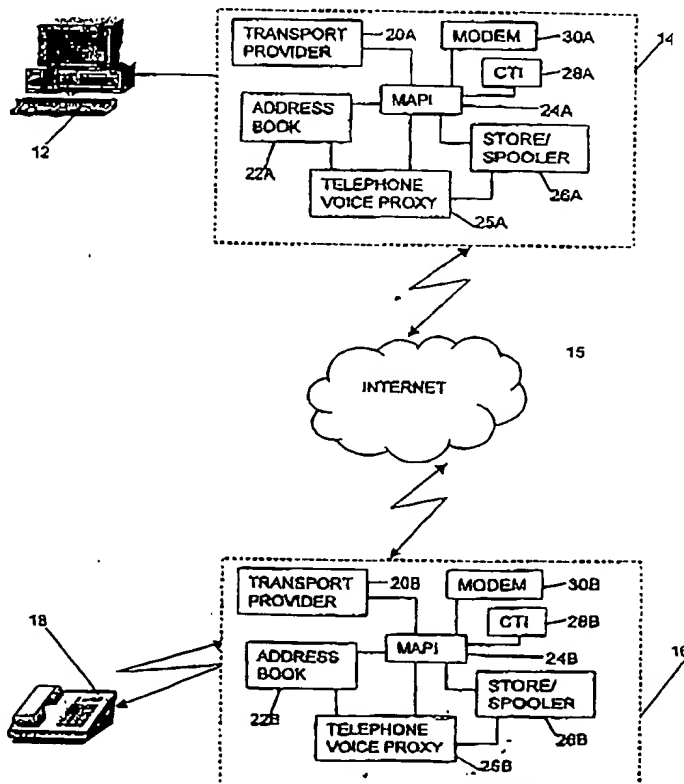 TRANSPORT
PROVIDER
20A
MODEM
30A
14
CTI
28A
MAPI
24A
ADDRESS
BOOK
22A
STORE/
SPOOLER
26A
TELEPHONE
VOICE PROXY
25A
12
15
INTERNET
TRANSPORT
PROVIDER
20B
MODEM
30B
CTI
28B
MAPI
24B
18
ADDRESS
BOOK
22B
STORE/
SPOOLER
26B
16
TELEPHONE
VOICE PROXY
25B